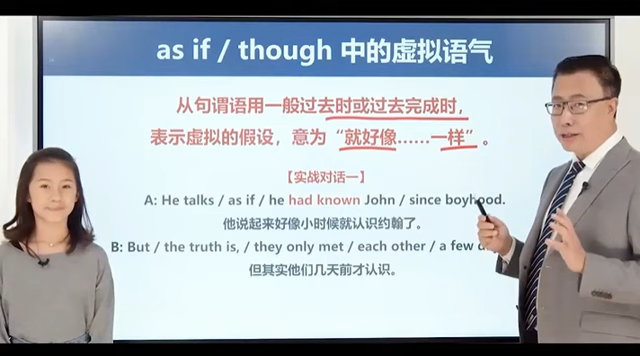 as if / though 中的虚拟语气
从句谓语用一般过去时或过去完成时，
表示虚拟的假设，意为“就好像……一样”。
【实战对话一】
A: He talks / as if / he had known John / since boyhood.
他说起来好像小时候就认识约翰了。
B: But / the truth is, / they only met / each other / a few
但其实他们几天前才认识。